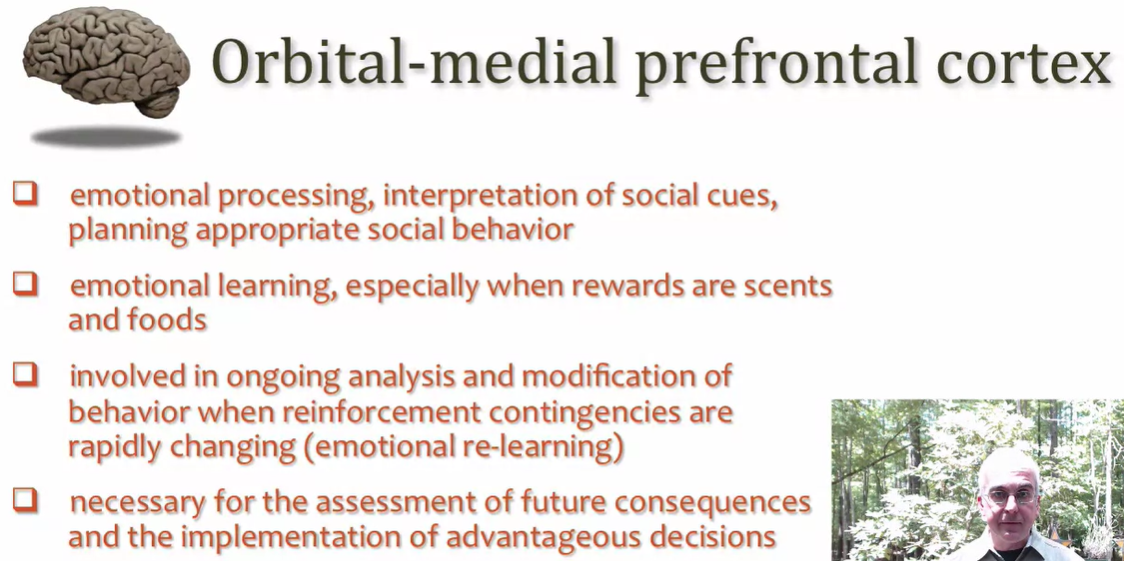 Orbital-medial prefrontal cortex
emotional processing, interpretation of social cues,
planning appropriate social behavior
emotional learning, especially when rewards are scents
and foods
involved in ongoing analysis and modification of
behavior when reinforcement contingencies are
rapidly changing (emotional re-learning)
necessary for the assessment of future consequences
and the implementation of advantageous decisions